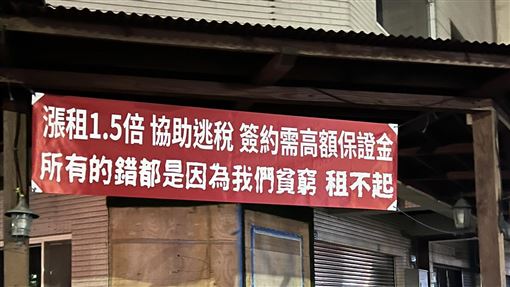 漲租1.5倍 協助逃稅 簽約需高額保證金
所有的錯都是因為我們貧窮 租不起